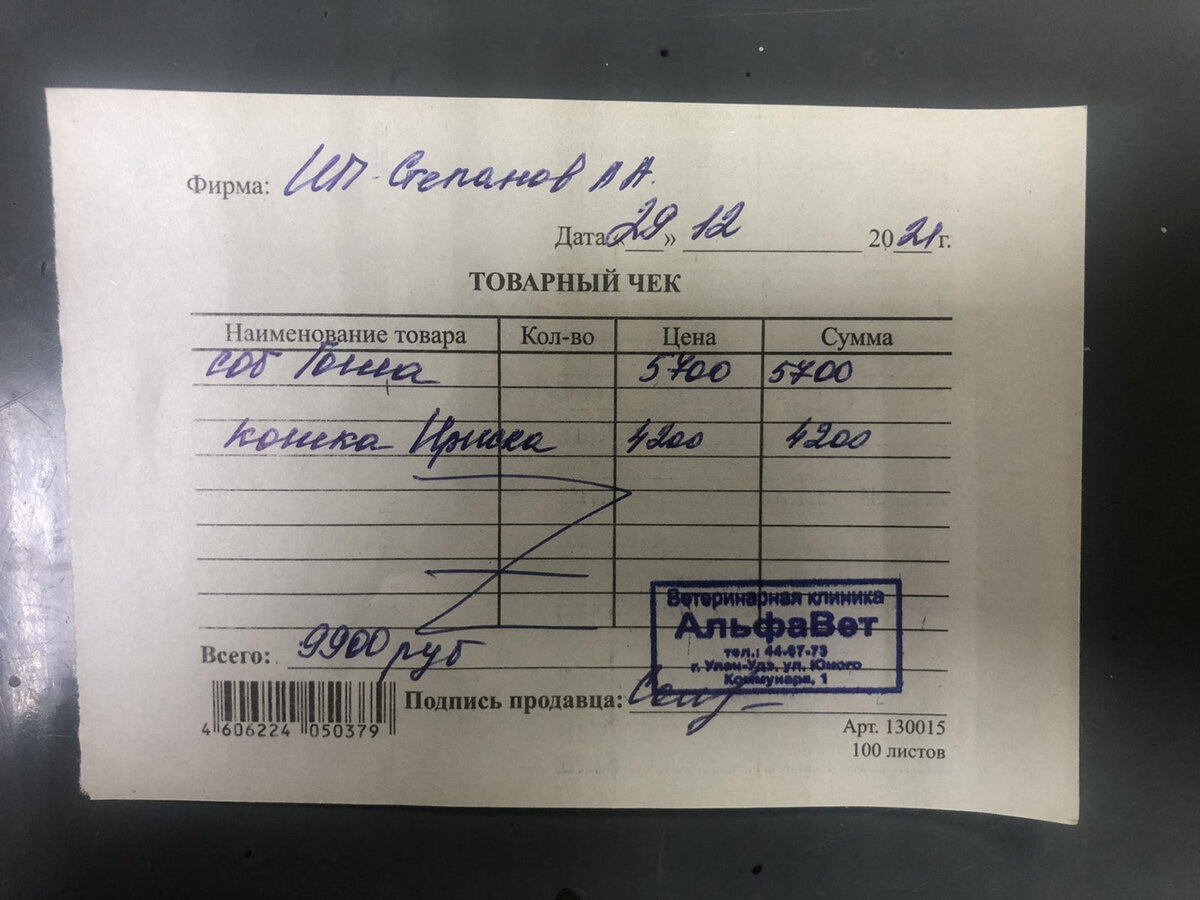 Фирма: ИП Степанов А А.
Дата «29» 12 2021 г.
ТОВАРНЫЙ ЧЕК
Наименование товара Кол-во Цена Сумма
соб Гоша 5700 5700
кошка Ириска 4200 4200
Ветеринарная клиника
АльфаВет
тел.: 44-67-73
г. Улан-Удэ, ул. Юного
Коммунара, 1
Всего: 9900 руб
Подпись продавца:
4 606224 050379
Арт. 130015
100 листов